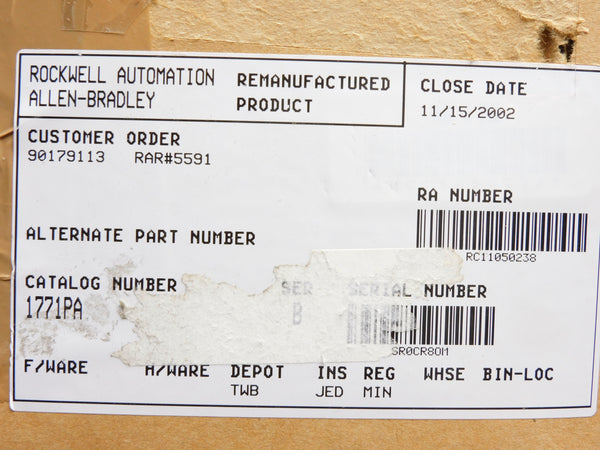 ROCKWELL AUTOMATION
ALLEN-BRADLEY
REMANUFACTURED
PRODUCT
CLOSE DATE
11/15/2002
CUSTOMER ORDER
90179113 RAR#5591
RA NUMBER
RC11050238
ALTERNATE PART NUMBER
CATALOG NUMBER
1771PA
SER
B
SERIAL NUMBER
SR0CR80M
F/WARE H/WARE DEPOT INS REG WHSE BIN-LOC
TWB JED MIN